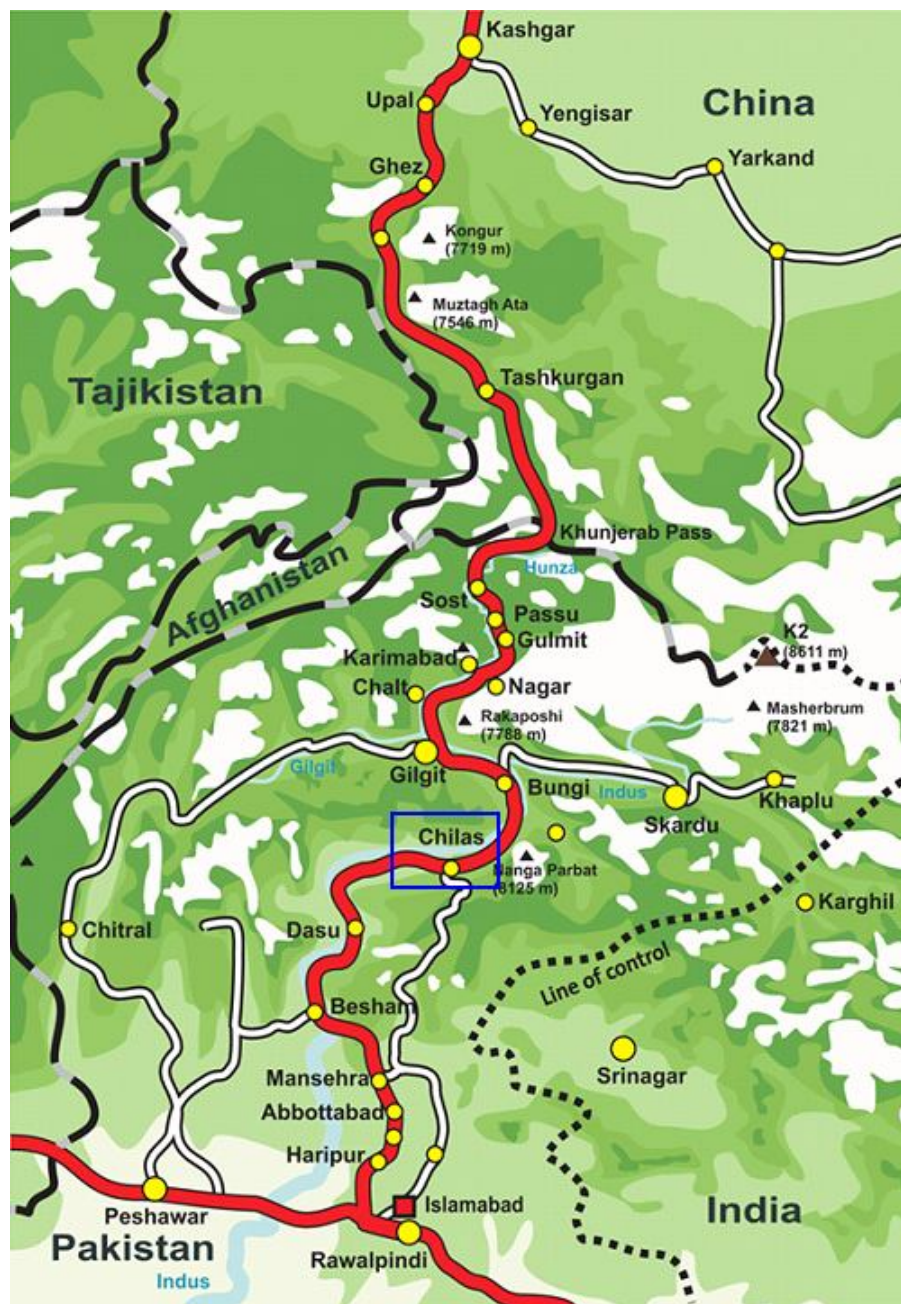 Kashgar
Upal
China
Yengisar
Yarkand
Ghez
Kongur
(7719 m)
Muztagh Ata
(7546 m)
Tajikistan
Tashkurgan
Khunjerab Pass
Hunza
Afghanistan
Sost
Passu
Gulmit
K2
(8611 m)
Karimabad
Chalt
Nagar
Rakaposhi
(7788 m)
Masherbrum
(7821 m)
Gilgit
Gilgit
Bungi
Indus
Khaplu
Skardu
Chilas
Nanga Parbat
(8125 m)
Karghil
Chitral
Dasu
Line of control
Besham
Srinagar
Mansehra
Abbottabad
Haripur
Islamabad
India
Peshawar
Pakistan
Rawalpindi
Indus